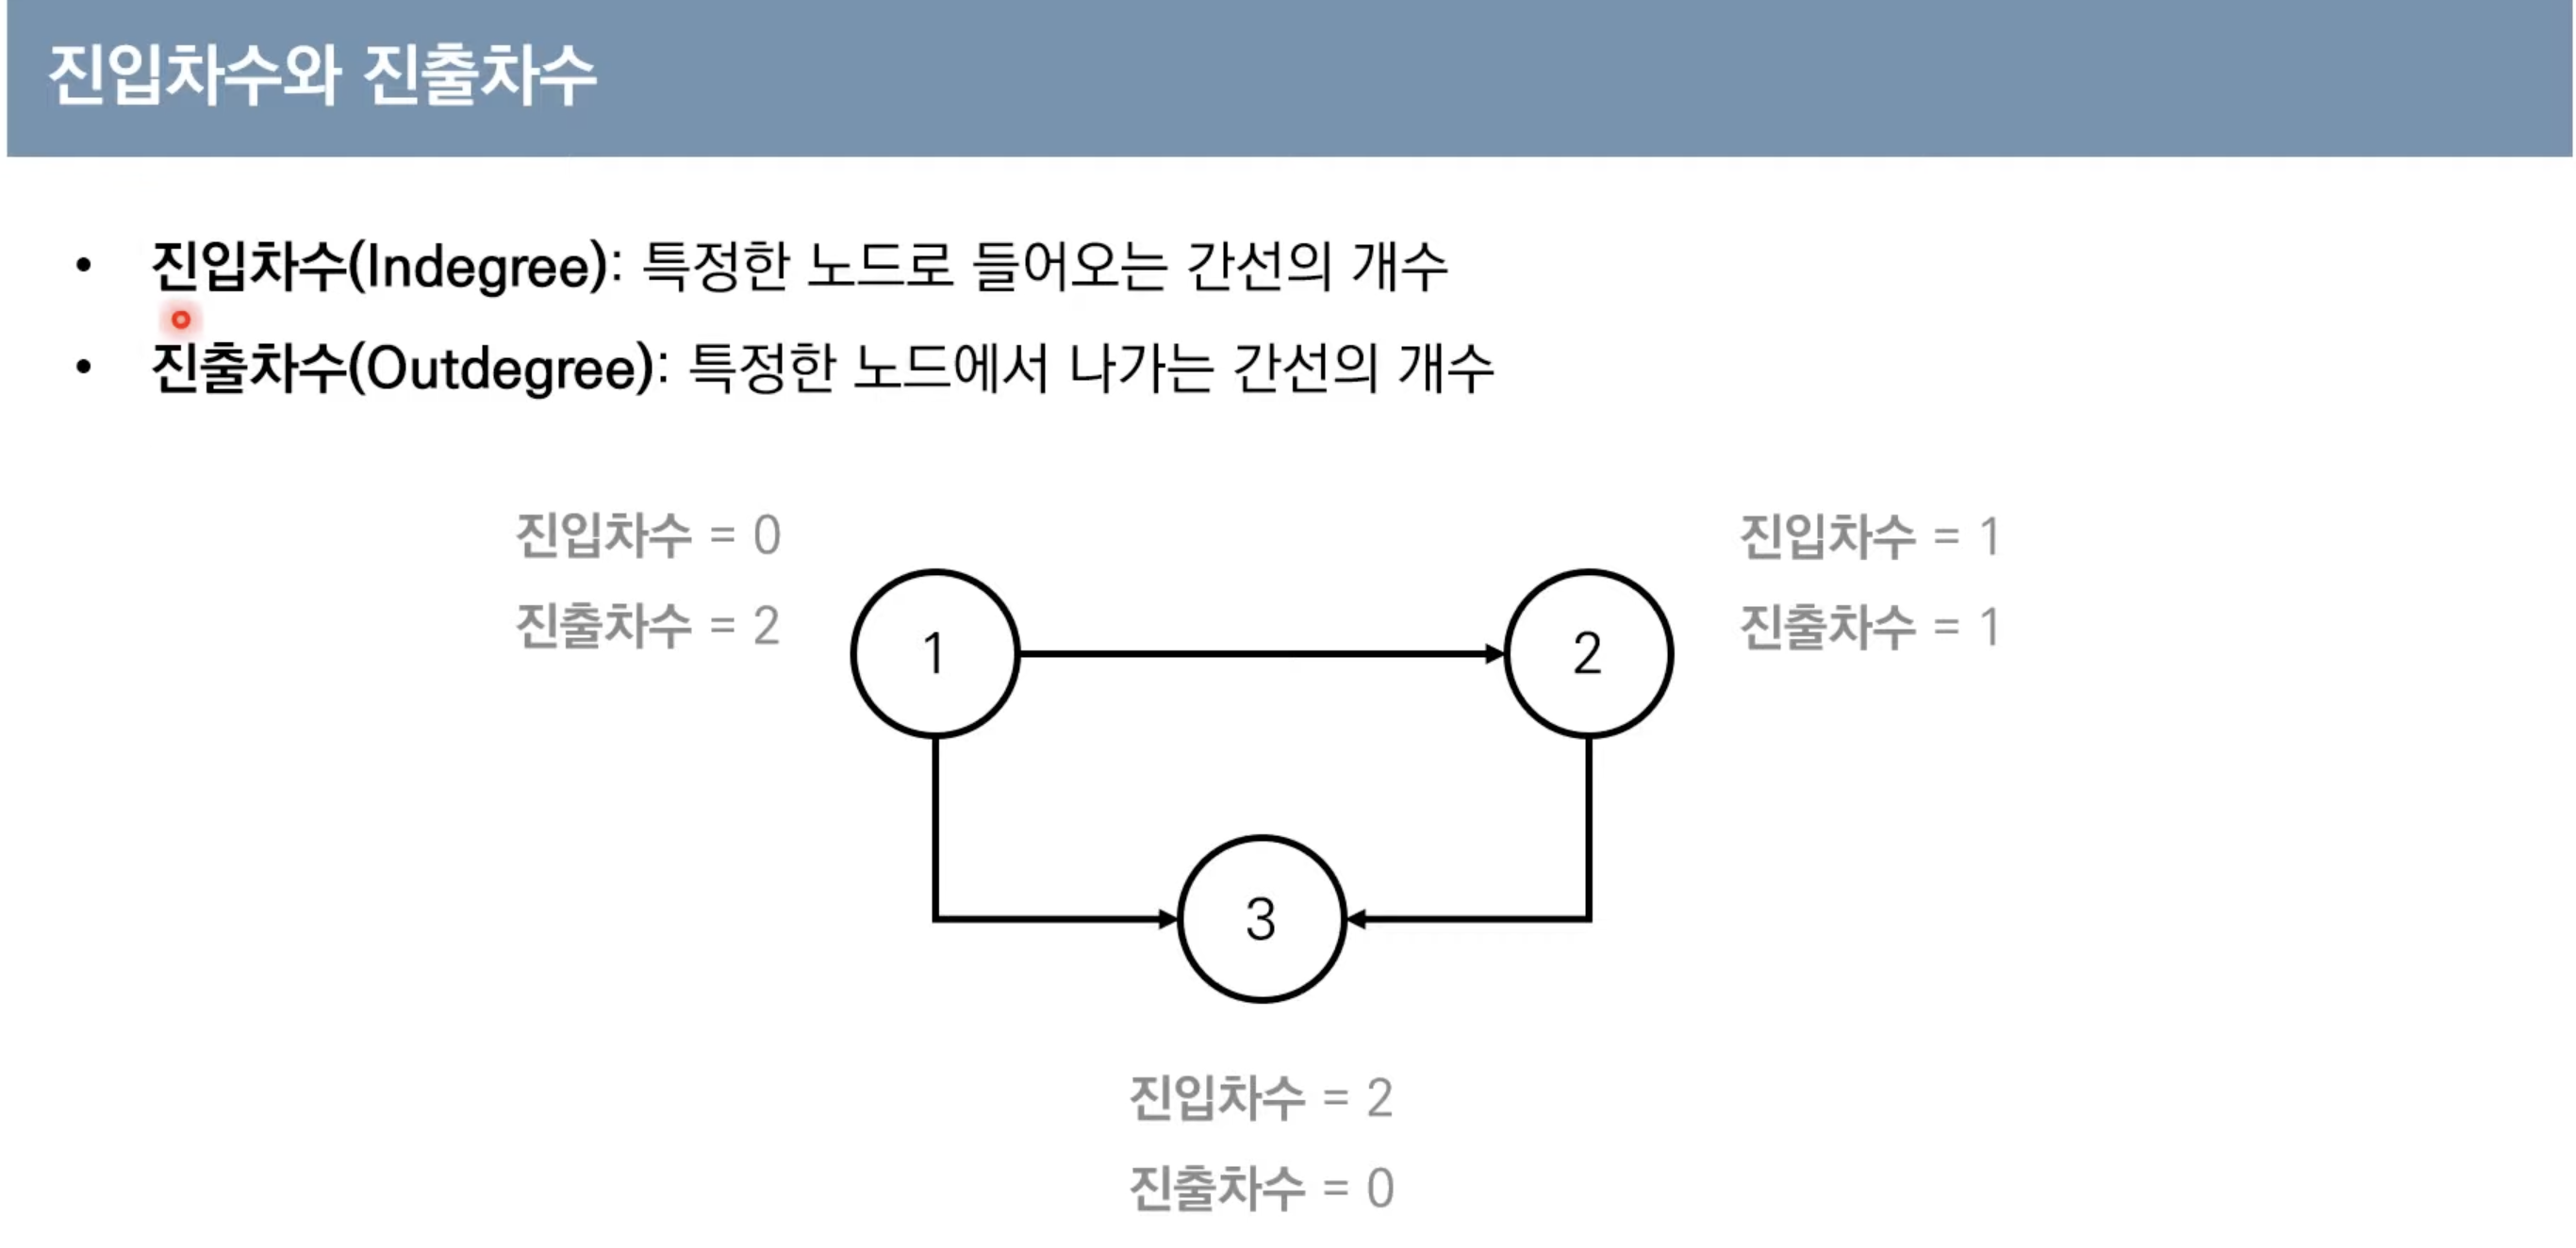 진입차수와 진출차수
• 진입차수(Indegree): 특정한 노드로 들어오는 간선의 개수
• 진출차수(Outdegree): 특정한 노드에서 나가는 간선의 개수
진입차수 = 0
진출차수 = 2
진입차수 = 1
진출차수 = 1
1
2
3
진입차수 = 2
진출차수 = 0